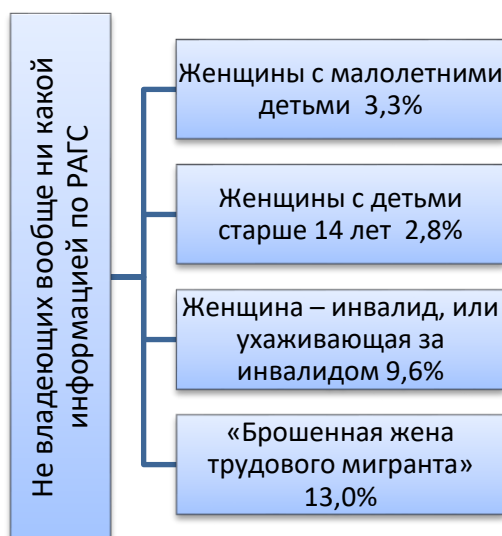 Не владеющих вообще ни какой
информацией по РАГС
Женщины с малолетними
детьми 3,3%
Женщины с детьми
старше 14 лет 2,8%
Женщина – инвалид, или
ухаживающая за
инвалидом 9,6%
«Брошенная жена
трудового мигранта»
13,0%